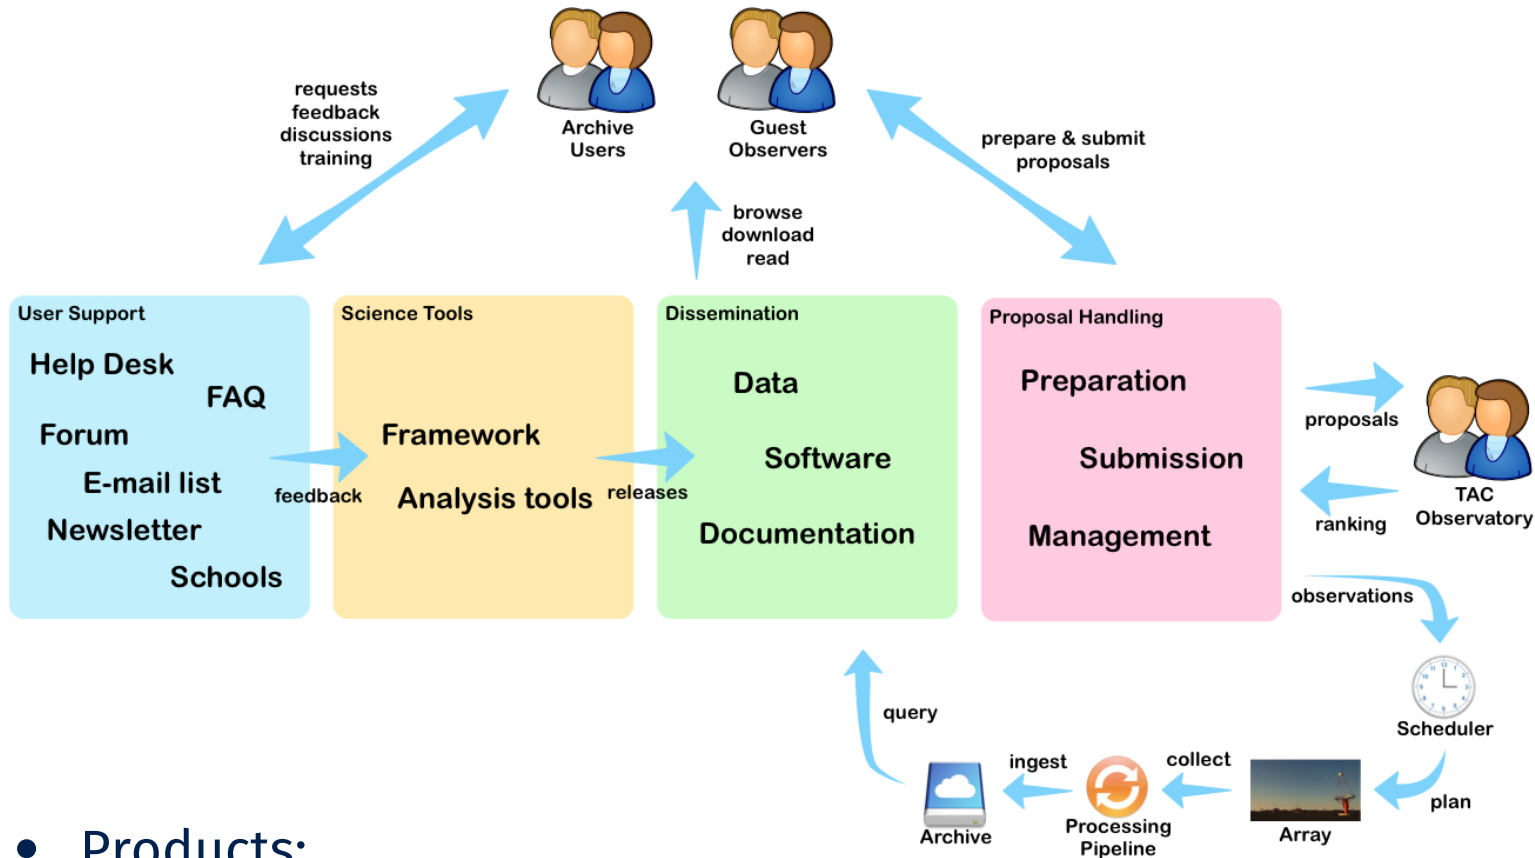 requests
feedback
discussions
training
Archive
Users
Guest
Observers
prepare & submit
proposals
browse
download
read
User Support
Help Desk
FAQ
Forum
E-mail list
Newsletter
Schools
feedback
Science Tools
Framework
Analysis tools
releases
Dissemination
Data
Software
Documentation
Proposal Handling
Preparation
Submission
Management
proposals
ranking
TAC
Observatory
observations
Scheduler
plan
Array
collect
Processing
Pipeline
ingest
Archive
query
• Products: